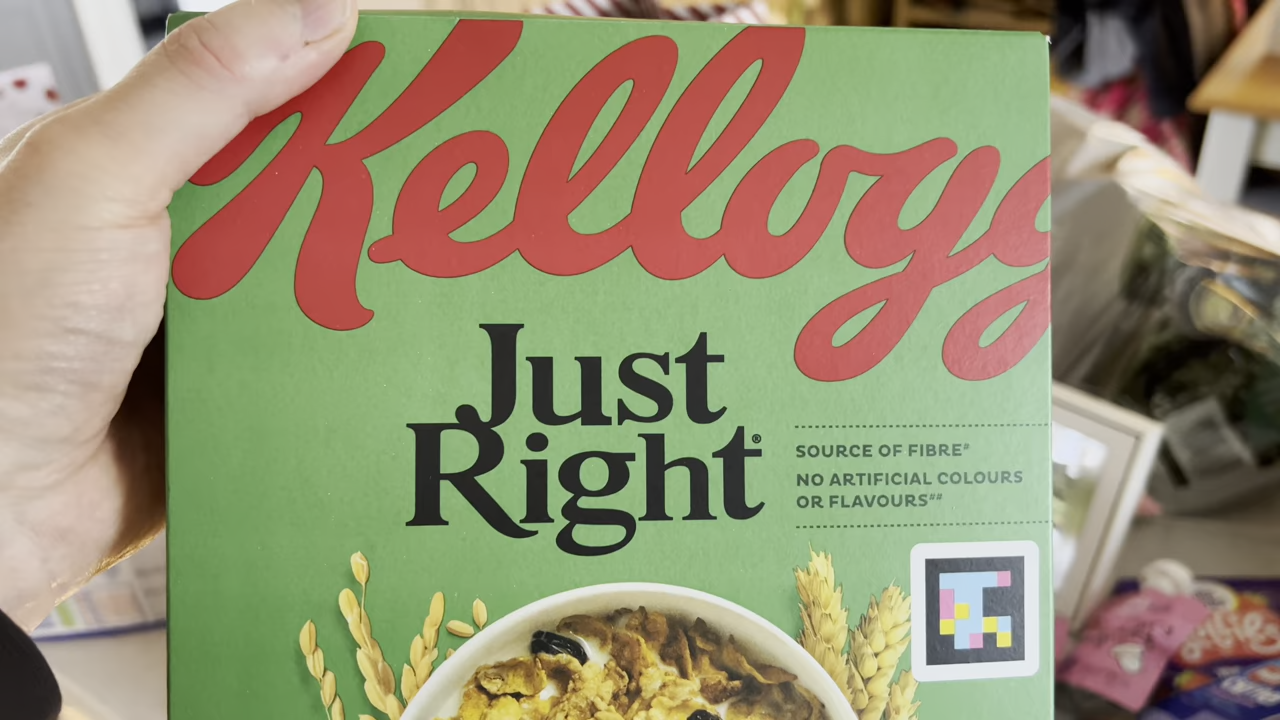 Kellogg
Just
Right®
SOURCE OF FIBRE#
NO ARTIFICIAL COLOURS
OR FLAVOURS##